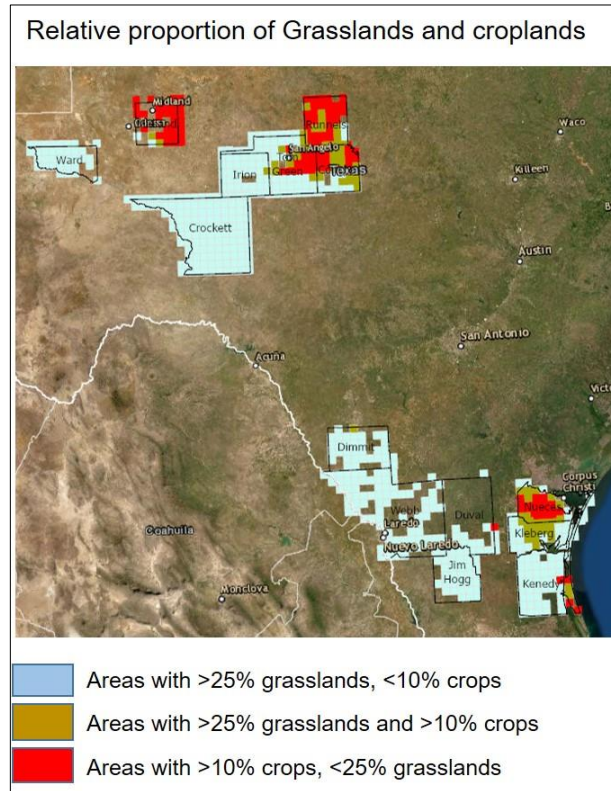 Relative proportion of Grasslands and croplands
Midland
Odessa
Runnels
Waco
Ward
San Angelo
Irion
Green
Texas
Killeen
Crockett
Austin
San Antonio
Acuña
Dimmit
Corpus
Christi
Webb
Duval
Nueces
Laredo
Kleberg
Coahuila
Nuevo Laredo
Jim
Hogg
Kenedy
Monclova
Areas with >25% grasslands, <10% crops
Areas with >25% grasslands and >10% crops
Areas with >10% crops, <25% grasslands